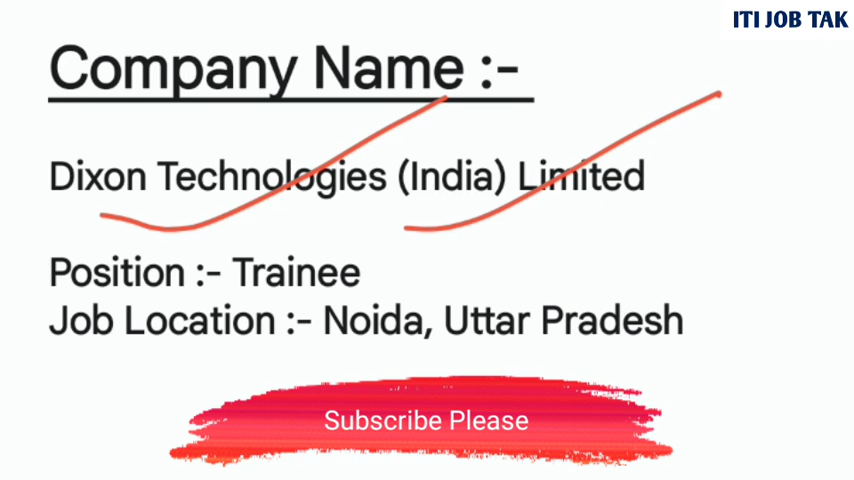 ITI JOB TAK
Company Name :-
Dixon Technologies (India) Limited
Position :- Trainee
Job Location :- Noida, Uttar Pradesh
Subscribe Please